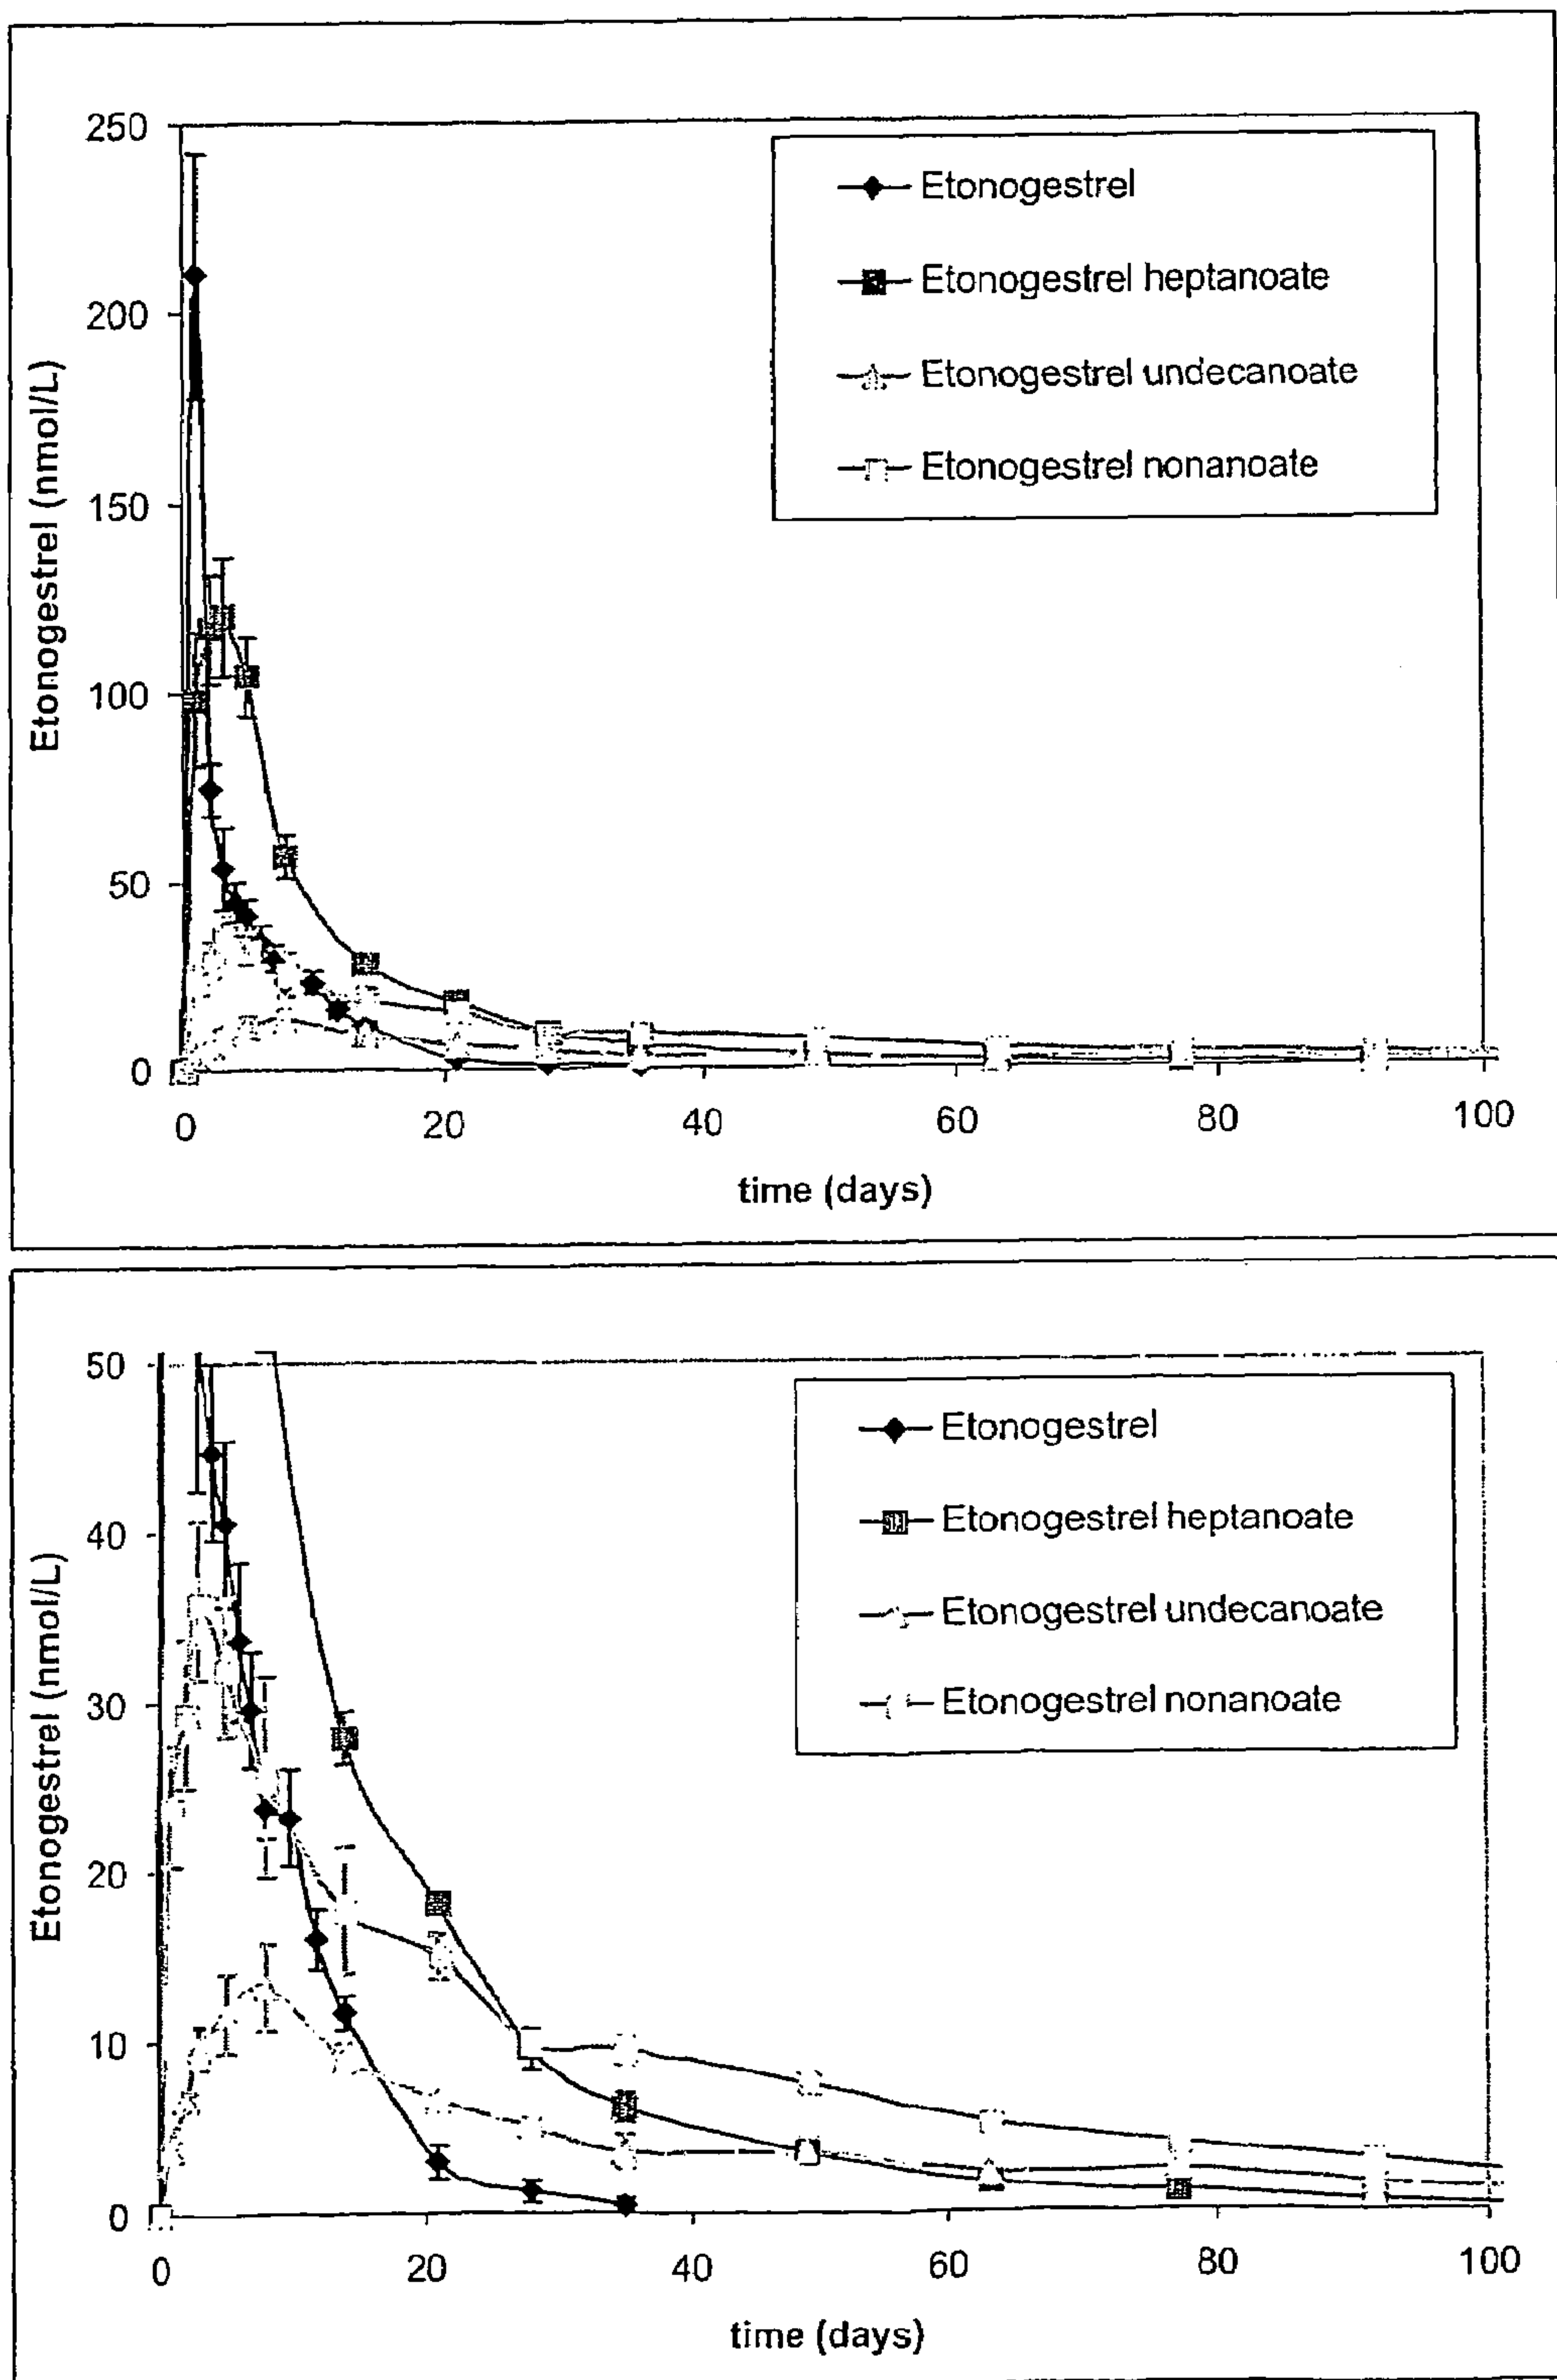 250
200
150
100
50
0
Etonogestrel (nmol/L)
Etonogestrel
Etonogestrel heptanoate
Etonogestrel undecanoate
Etonogestrel nonanoate
0 20 40 60 80 100
time (days)
50
40
30
20
10
0
Etonogestrel (nmol/L)
Etonogestrel
Etonogestrel heptanoate
Etonogestrel undecanoate
Etonogestrel nonanoate
0 20 40 60 80 100
time (days)